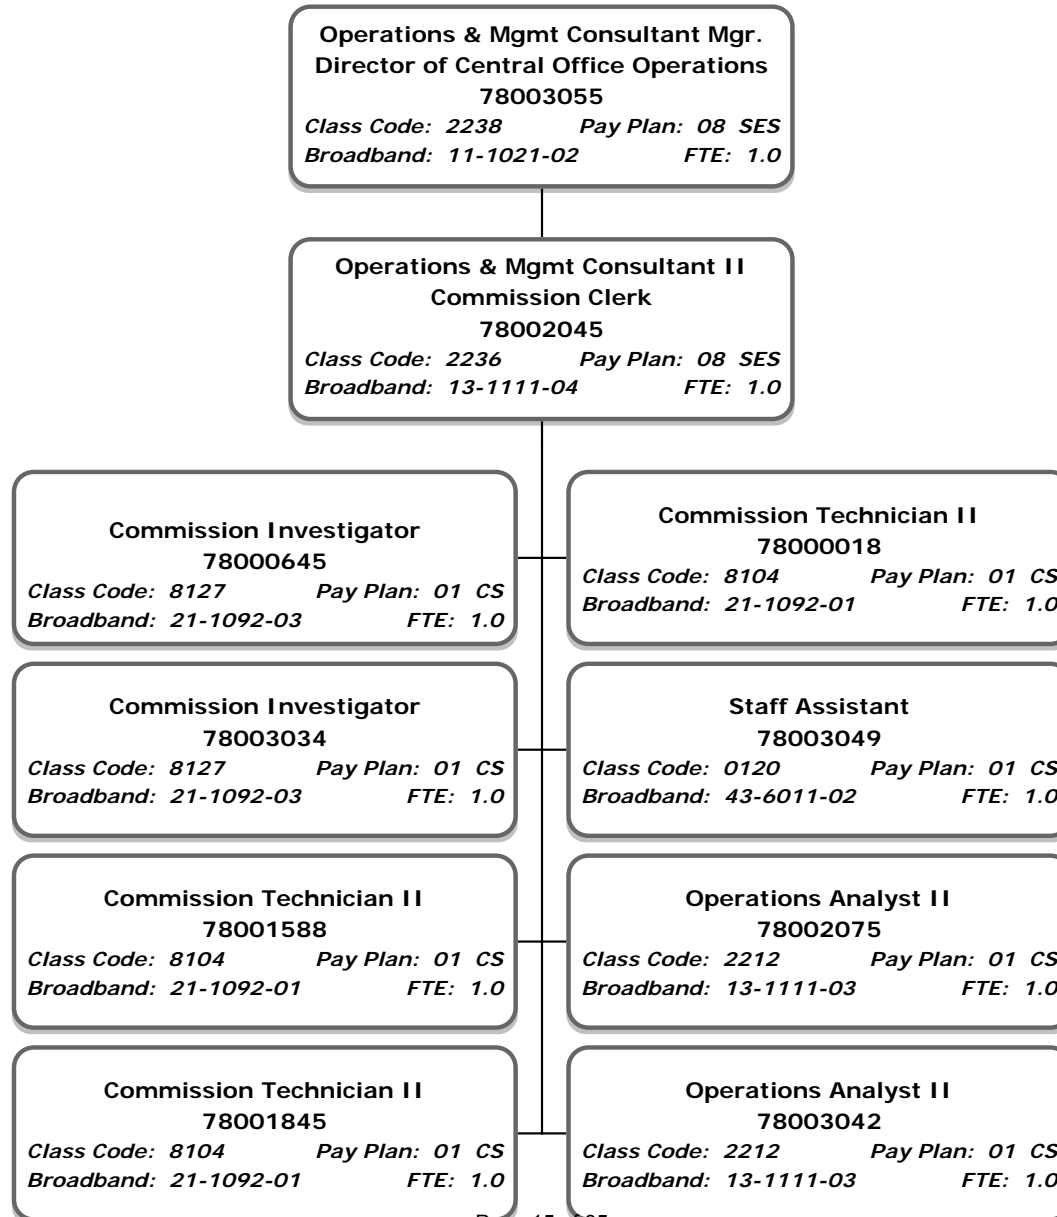 Operations & Mgmt Consultant Mgr.
Director of Central Office Operations
78003055
Class Code: 2238 Pay Plan: 08 SES
Broadband: 11-1021-02 FTE: 1.0
Operations & Mgmt Consultant II
Commission Clerk
78002045
Class Code: 2236 Pay Plan: 08 SES
Broadband: 13-1111-04 FTE: 1.0
Commission Investigator
78000645
Class Code: 8127 Pay Plan: 01 CS
Broadband: 21-1092-03 FTE: 1.0
Commission Technician II
78000018
Class Code: 8104 Pay Plan: 01 CS
Broadband: 21-1092-01 FTE: 1.0
Commission Investigator
78003034
Class Code: 8127 Pay Plan: 01 CS
Broadband: 21-1092-03 FTE: 1.0
Staff Assistant
78003049
Class Code: 0120 Pay Plan: 01 CS
Broadband: 43-6011-02 FTE: 1.0
Commission Technician II
78001588
Class Code: 8104 Pay Plan: 01 CS
Broadband: 21-1092-01 FTE: 1.0
Operations Analyst II
78002075
Class Code: 2212 Pay Plan: 01 CS
Broadband: 13-1111-03 FTE: 1.0
Commission Technician II
78001845
Class Code: 8104 Pay Plan: 01 CS
Broadband: 21-1092-01 FTE: 1.0
Operations Analyst II
78003042
Class Code: 2212 Pay Plan: 01 CS
Broadband: 13-1111-03 FTE: 1.0